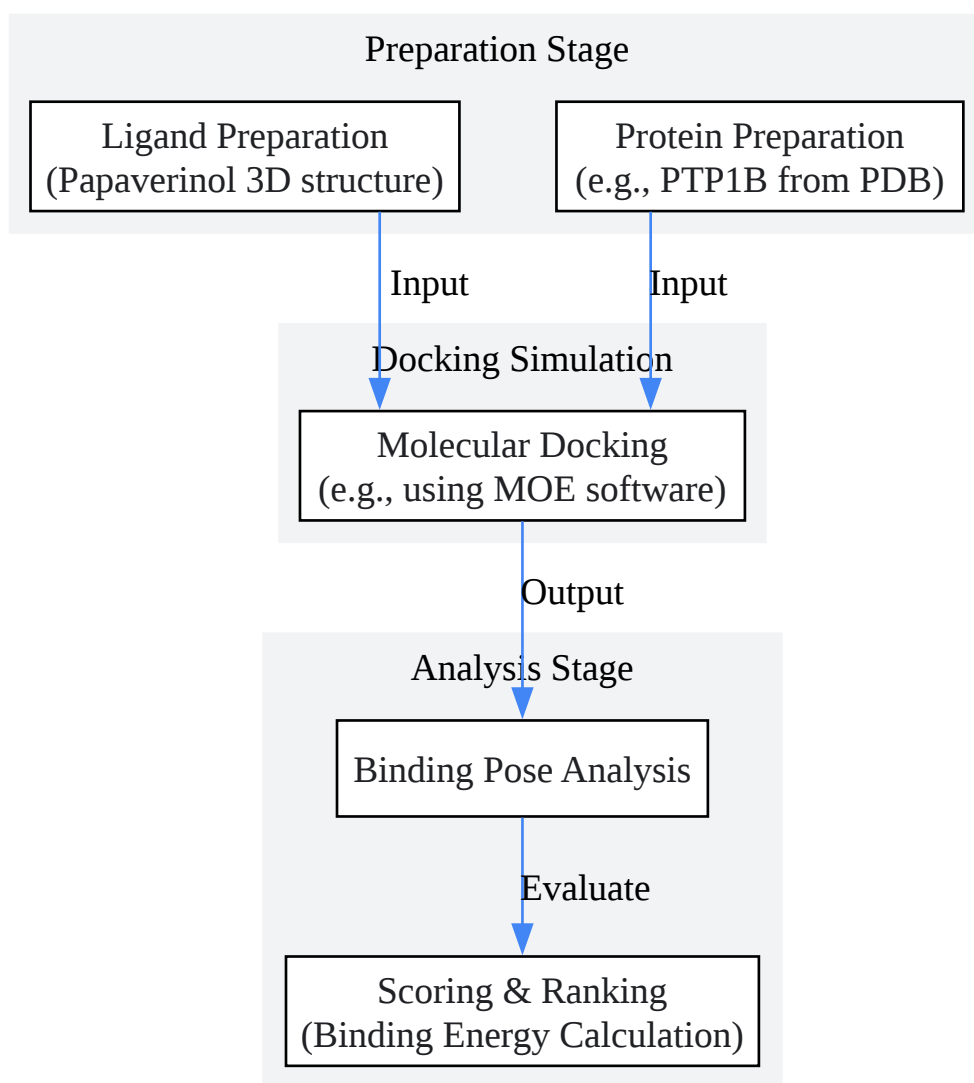 Preparation Stage
Ligand Preparation
(Papaverinol 3D structure)
Protein Preparation
(e.g., PTP1B from PDB)
Input
Input
Docking Simulation
Molecular Docking
(e.g., using MOE software)
Output
Analysis Stage
Binding Pose Analysis
Evaluate
Scoring & Ranking
(Binding Energy Calculation)